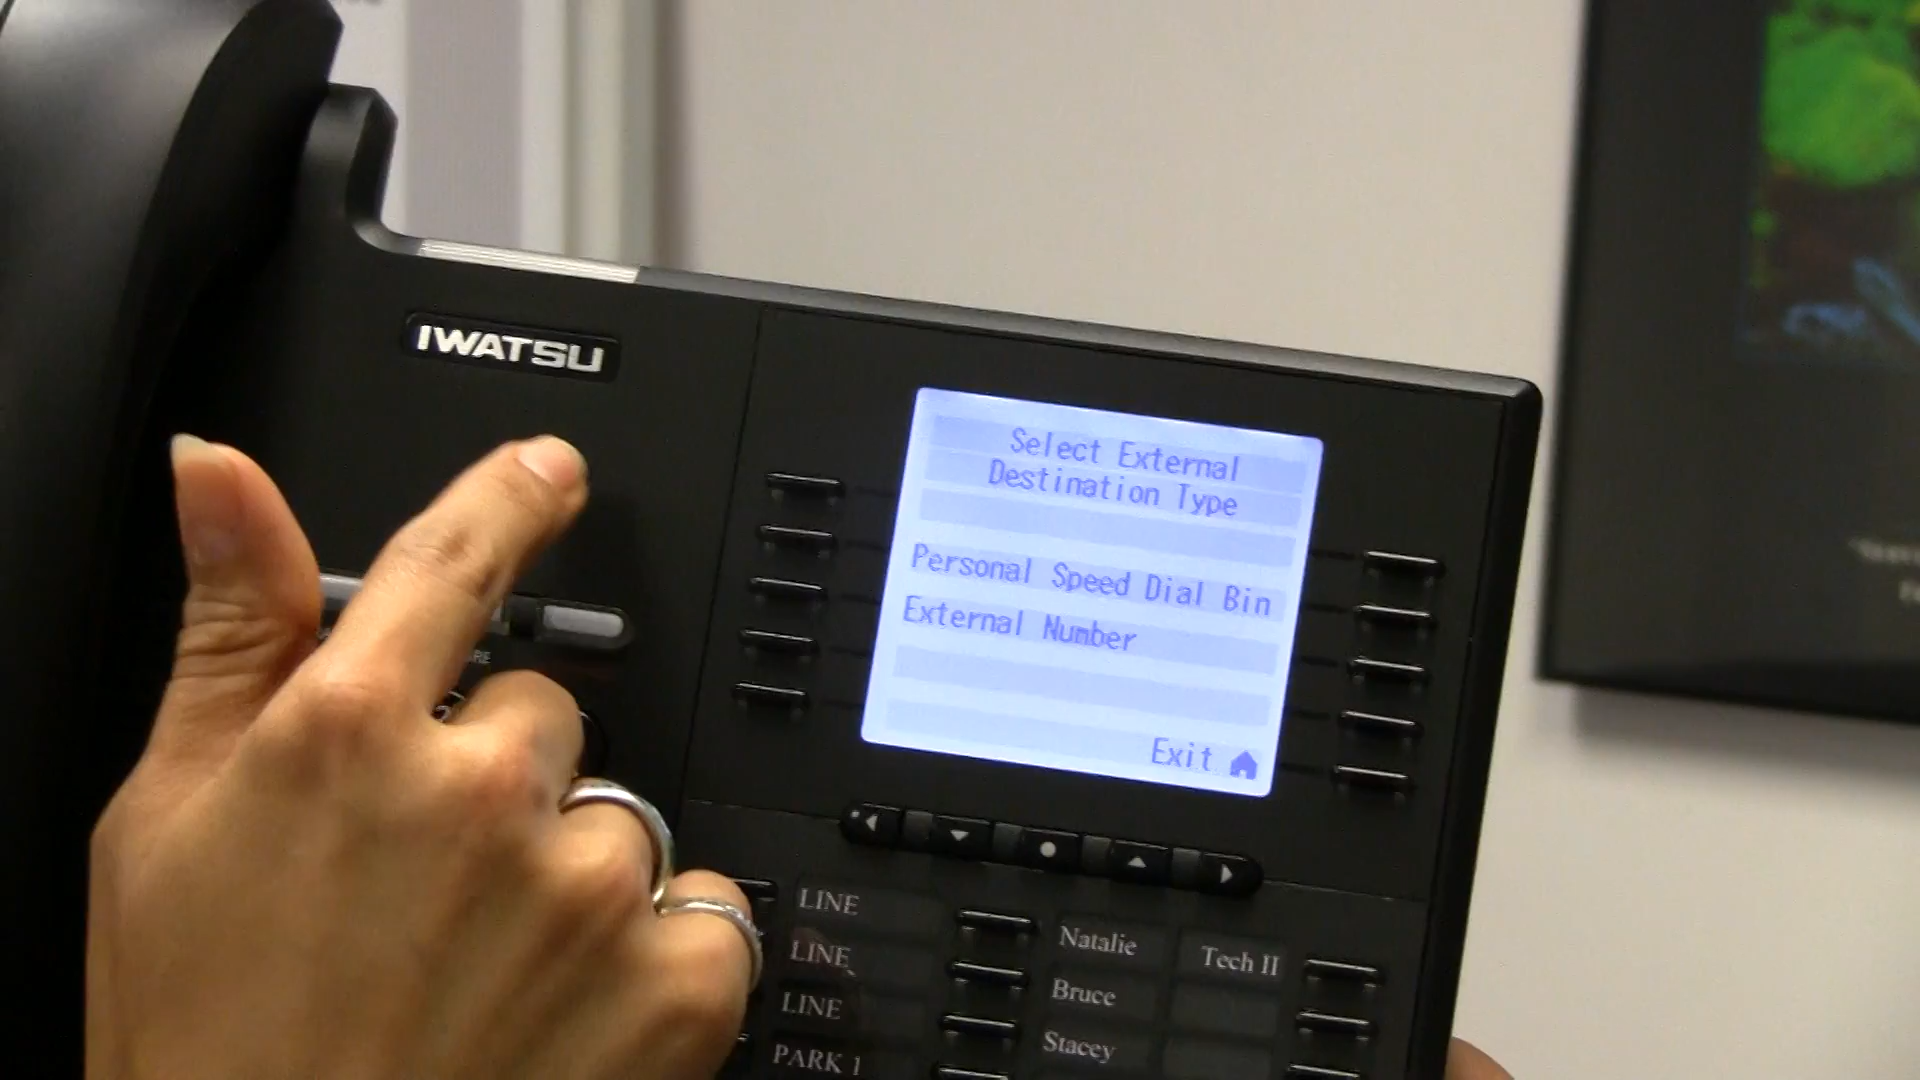 IWATSU
Select External
Destination Type
Personal Speed Dial Bin
External Number
Exit
LINE
Natalie
Tech II
LINE
Bruce
LINE
Stacey
PARK 1